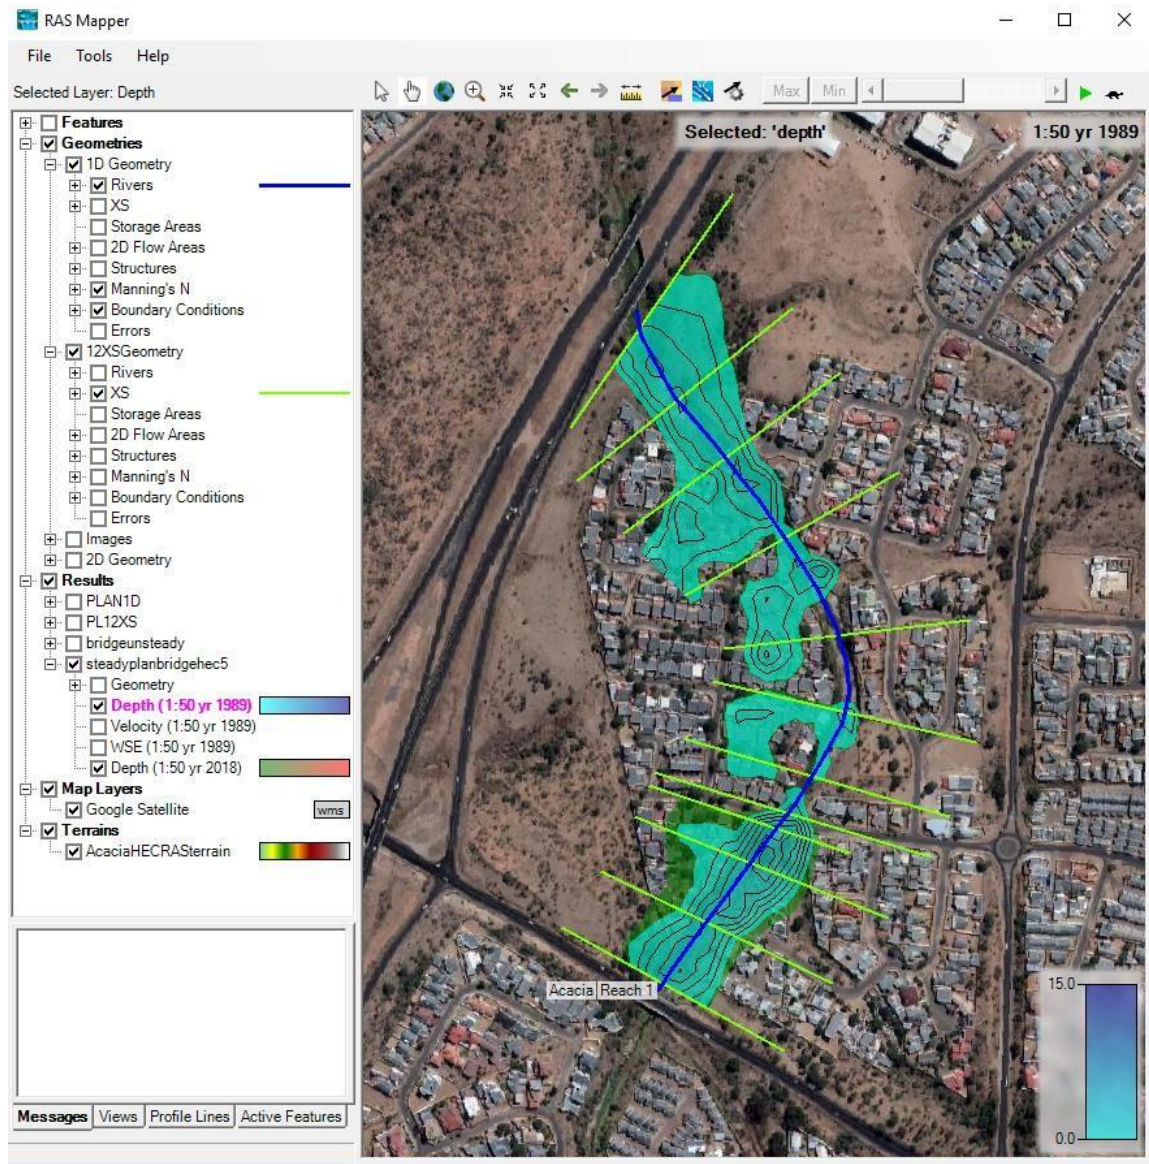 RAS Mapper
File Tools Help
Selected Layer: Depth
Max Min
Features
Geometries
1D Geometry
Rivers
XS
Storage Areas
2D Flow Areas
Structures
Manning's N
Boundary Conditions
Errors
12XSGeometry
Rivers
XS
Storage Areas
2D Flow Areas
Structures
Manning's N
Boundary Conditions
Errors
Images
2D Geometry
Results
PLAN1D
PL12XS
bridgeunsteady
steadyplanbridgehec5
Geometry
Depth (1:50 yr 1989)
Velocity (1:50 yr 1989)
WSE (1:50 yr 1989)
Depth (1:50 yr 2018)
Map Layers
Google Satellite wms
Terrains
AcaciaHECRASterrain
Messages Views Profile Lines Active Features
Selected: 'depth' 1:50 yr 1989
Acacia Reach 1
15.0
0.0